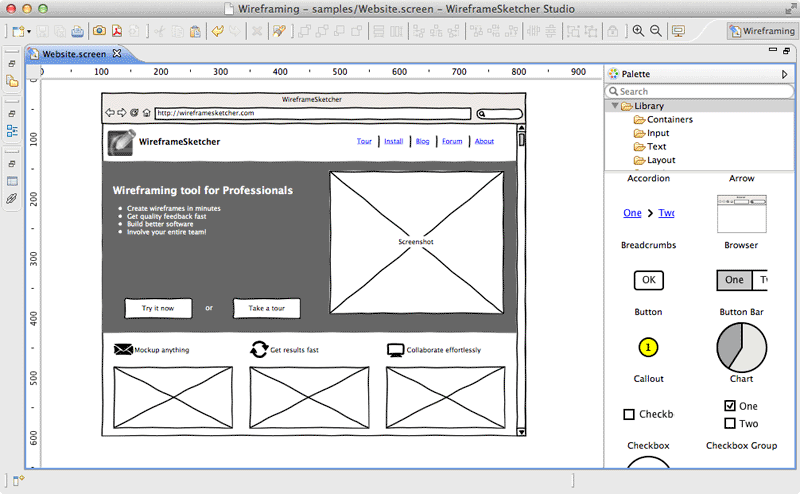 Wireframing – samples/Website.screen – WireframeSketcher Studio
Wireframing
Website.screen
0 100 200 300 400 500 600 700 800 900
0
100
200
300
400
500
600
WireframeSketcher
http://wireframesketcher.com
WireframeSketcher
Tour Install Blog Forum About
Wireframing tool for Professionals
Create wireframes in minutes
Get quality feedback fast
Build better software
Involve your entire team!
Screenshot
Try it now or Take a tour
Mockup anything Get results fast Collaborate effortlessly
Palette
Search
Library
Containers
Input
Text
Layout
Accordion Arrow
One > Two
Breadcrumbs Browser
OK One
Button Button Bar
1
Callout Chart
Checkb
One
Two
Checkbox Checkbox Group